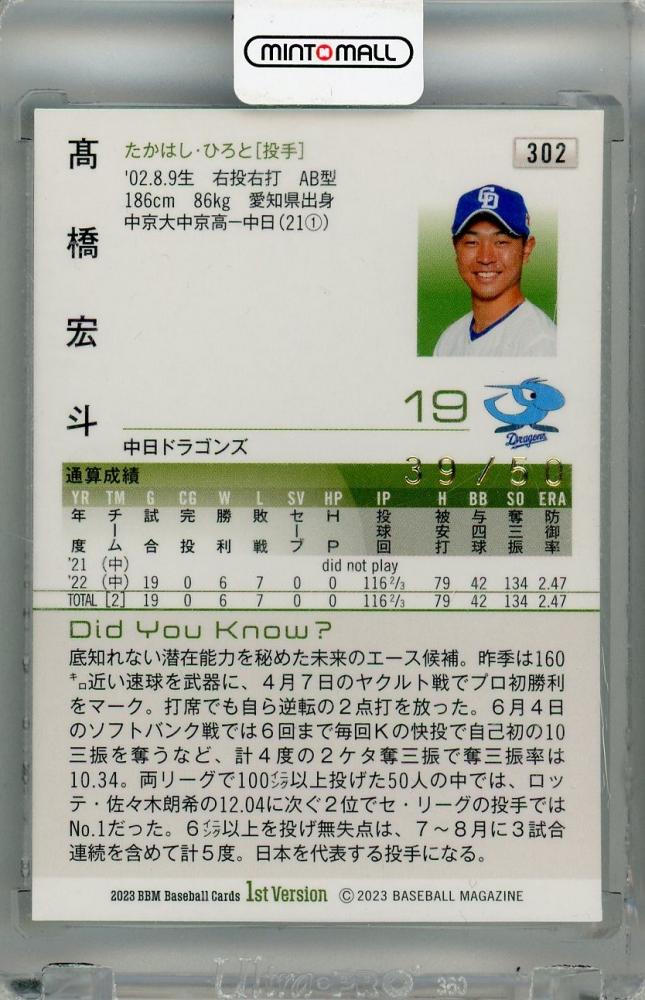 MINTOMALL
髙橋宏斗
たかはし・ひろと[投手]
302
'02.8.9生 右投右打 AB型
186cm 86kg 愛知県出身
中京大中京高ー中日(21①)
19
Dragons
中日ドラゴンズ
39/50
通算成績
YR TM G CG W L SV HP IP H BB SO ERA
年度 チーム 試合 完投 勝利 敗戦 セーブ HP 投球回 被安打 与四球 奪三振 防御率
'21 (中) did not play
'22 (中) 19 0 6 7 0 0 116 2/3 79 42 134 2.47
TOTAL [2] 19 0 6 7 0 0 116 2/3 79 42 134 2.47
Did You Know?
底知れない潜在能力を秘めた未来のエース候補。昨季は160
㌔近い速球を武器に、4月7日のヤクルト戦でプロ初勝利
をマーク。打席でも自ら逆転の2点打を放った。6月4日
のソフトバンク戦では6回まで毎回Kの快投で自己初の10
三振を奪うなど、計4度の2ケタ奪三振で奪三振率は
10.34。両リーグで100イニング以上投げた50人の中では、ロッ
テ・佐々木朗希の12.04に次ぐ2位でセ・リーグの投手では
No.1だった。6イニング以上を投げ無失点は、7〜8月に3試合
連続を含めて計5度。日本を代表する投手になる。
2023 BBM Baseball Cards 1st Version ©2023 BASEBALL MAGAZINE
Ultra PRO 360